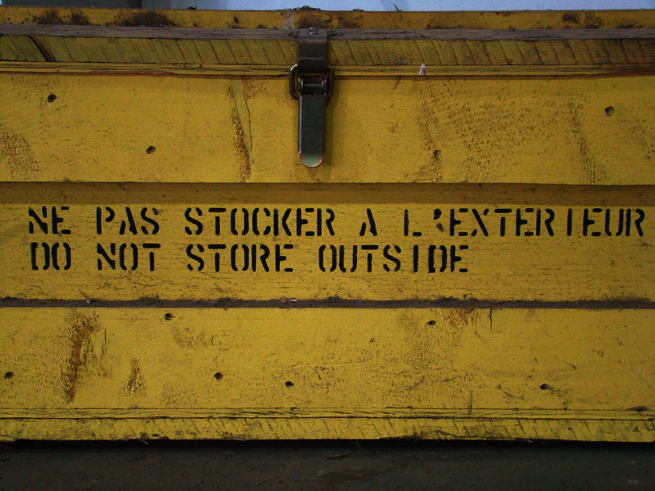 NE PAS STOCKER A L'EXTERIEUR
DO NOT STORE OUTSIDE